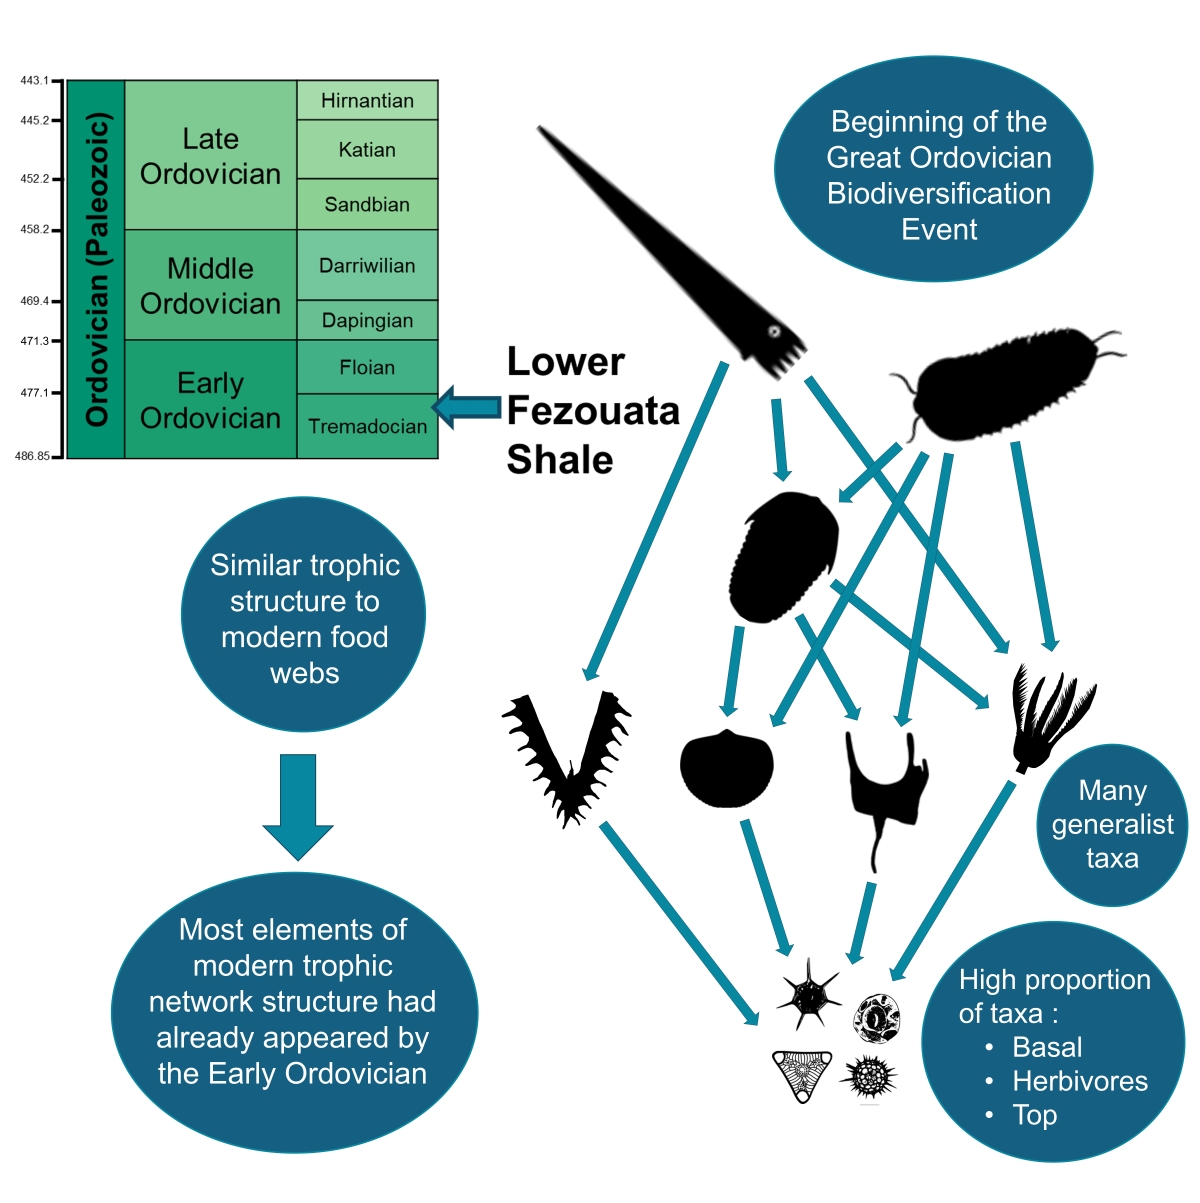 443.1
445.2
452.2
458.2
469.4
471.3
477.1
486.85
Ordovician (Paleozoic)
Late
Ordovician
Middle
Ordovician
Early
Ordovician
Hirnantian
Katian
Sandbian
Darriwilian
Dapingian
Floian
Tremadocian
Lower
Fezouata
Shale
Beginning of the
Great Ordovician
Biodiversification
Event
Similar trophic
structure to
modern food
webs
Most elements of
modern trophic
network structure had
already appeared by
the Early Ordovician
Many
generalist
taxa
High proportion
of taxa :
• Basal
• Herbivores
• Top